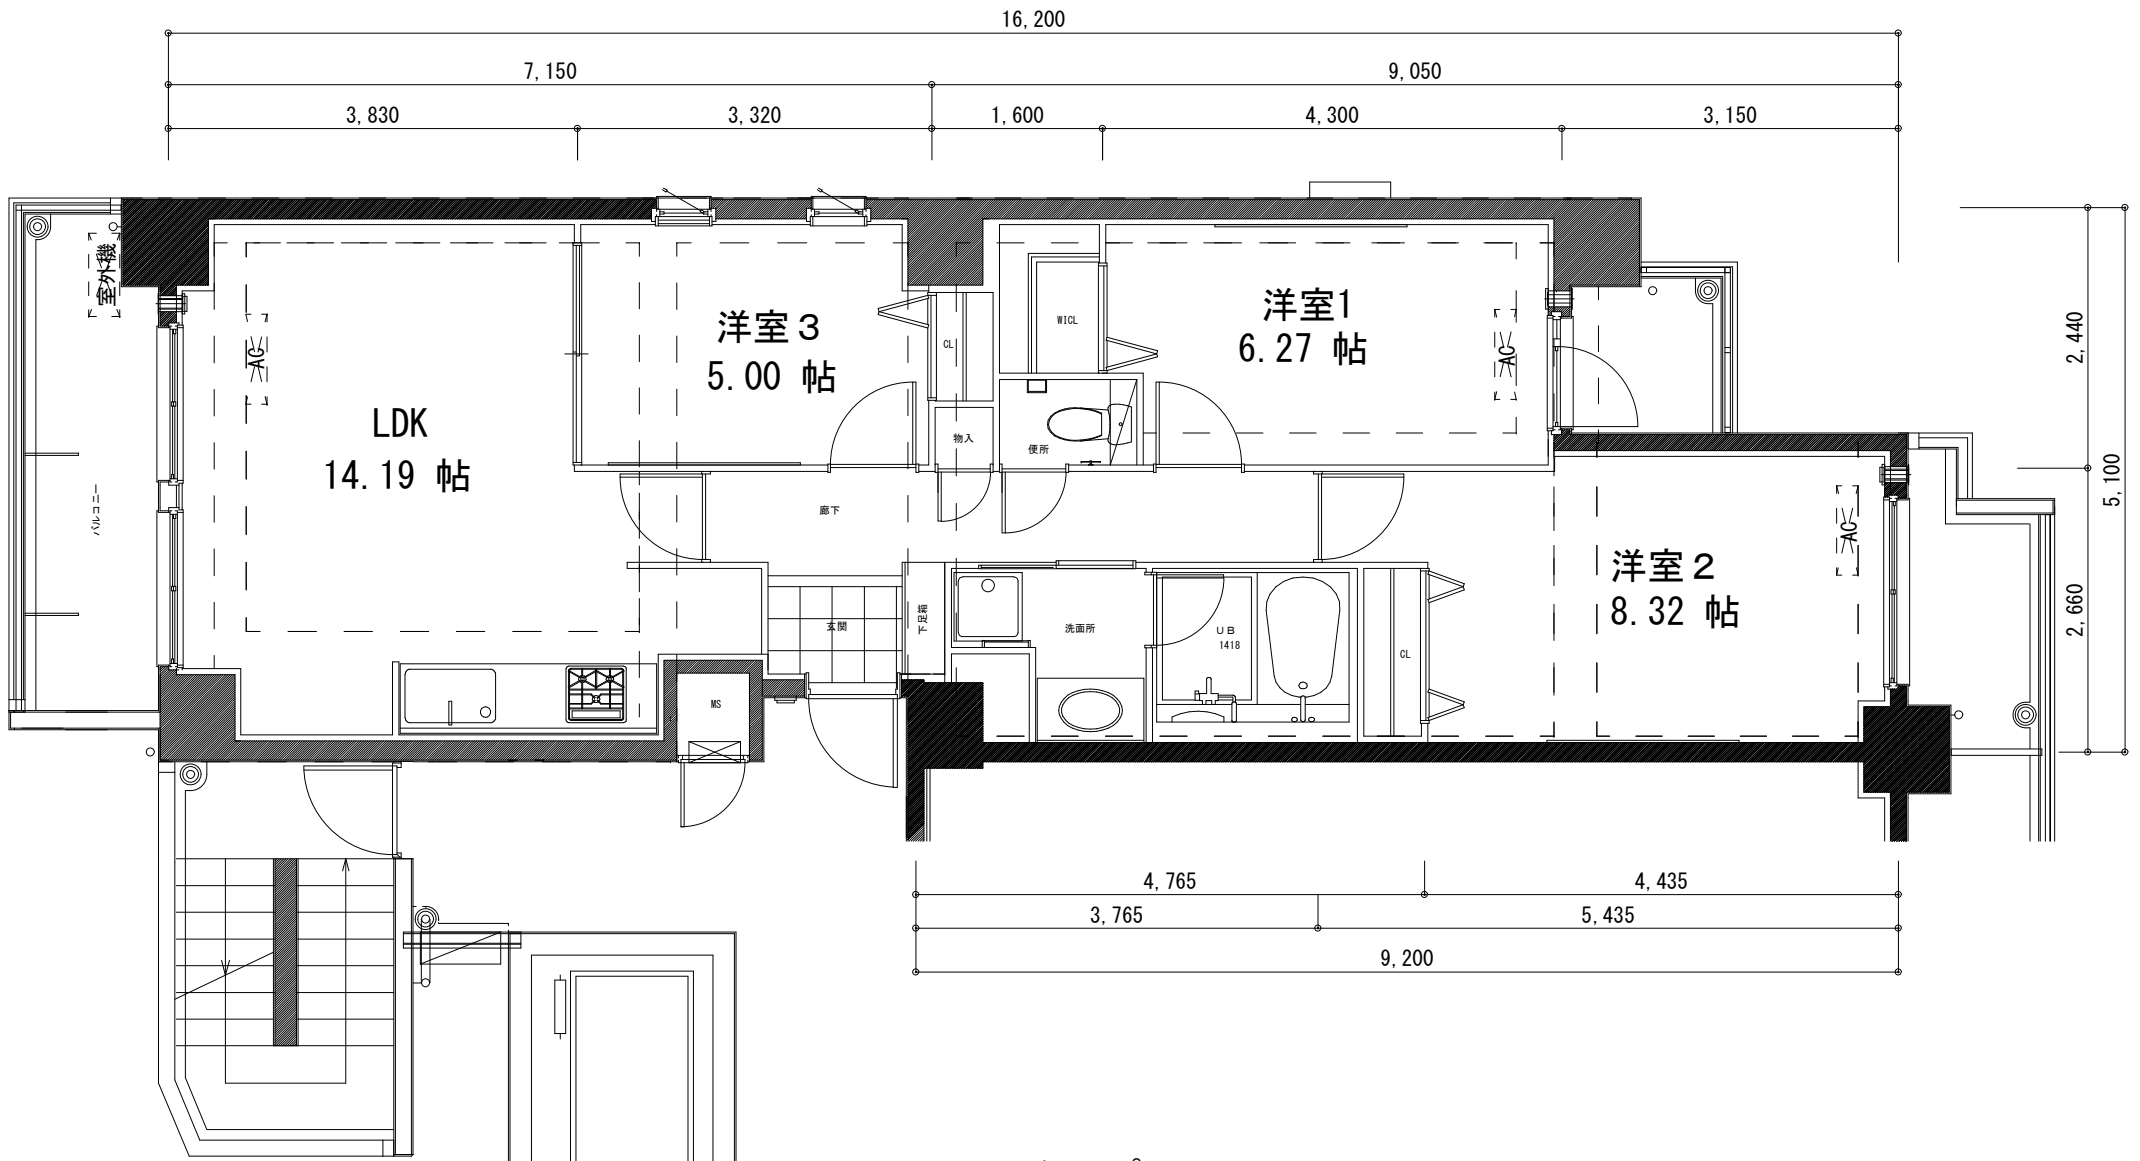 16,200
7,150
9,050
3,830
3,320
1,600
4,300
3,150
室外機
バルコニー
AC
LDK
14.19 帖
洋室３
5.00 帖
CL
物入
便所
WICL
洋室1
6.27 帖
AC
廊下
玄関
下足箱
MS
洗面所
UB
1418
CL
洋室２
8.32 帖
AC
2,440
2,660
5,100
4,765
4,435
3,765
5,435
9,200